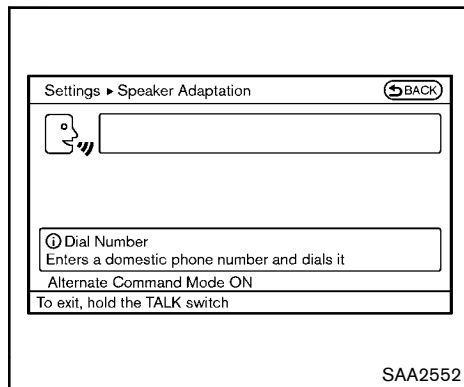 Settings ▸ Speaker Adaptation
BACK
ⓘ Dial Number
Enters a domestic phone number and dials it
Alternate Command Mode ON
To exit, hold the TALK switch
SAA2552